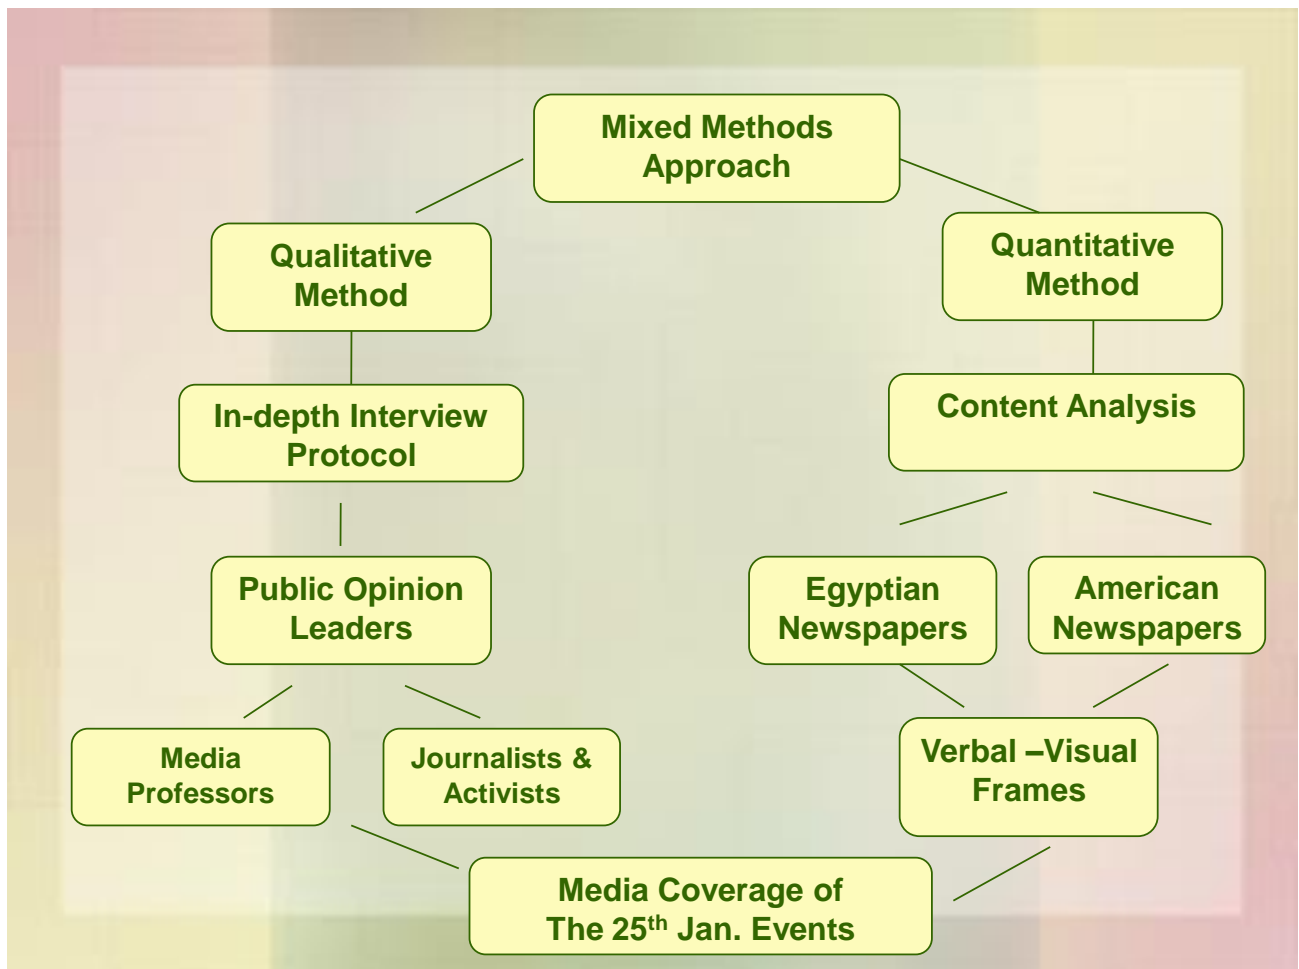 Mixed Methods
Approach
Qualitative
Method
Quantitative
Method
In-depth Interview
Protocol
Content Analysis
Public Opinion
Leaders
Egyptian
Newspapers
American
Newspapers
Media
Professors
Journalists &
Activists
Verbal –Visual
Frames
Media Coverage of
The 25th Jan. Events